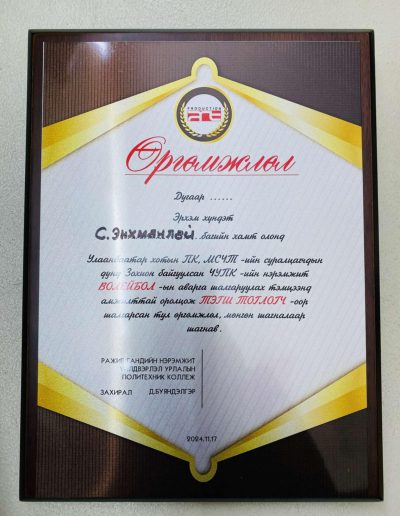 PRODUCTION
Өргөмжлөл
Дугаар ......
Эрхэм хүндэт
С. Энхманлай багийн хамт олонд
Улаанбаатар хотын ПК, МСҮТ -ийн суралцагчдын
дунд Зохион байгуулсан ЧУПК -ийн нэрэмжит
ВОЛЕЙБОЛ -ын аварга шалгаруулах тэмцээнд
амжилттай оролцож ТЭГШ ТОГЛОГЧ -оор
шалгарсан тул өргөмжлөл, мөнгөн шагналаар
шагнав.
РАЖИВ ГАНДИЙН НЭРЭМЖИТ
ҮЙЛДВЭРЛЭЛ УРЛАЛЫН
ПОЛИТЕХНИК КОЛЛЕЖ
ЗАХИРАЛ Д.БУЯНДЭЛГЭР
2024.11.17